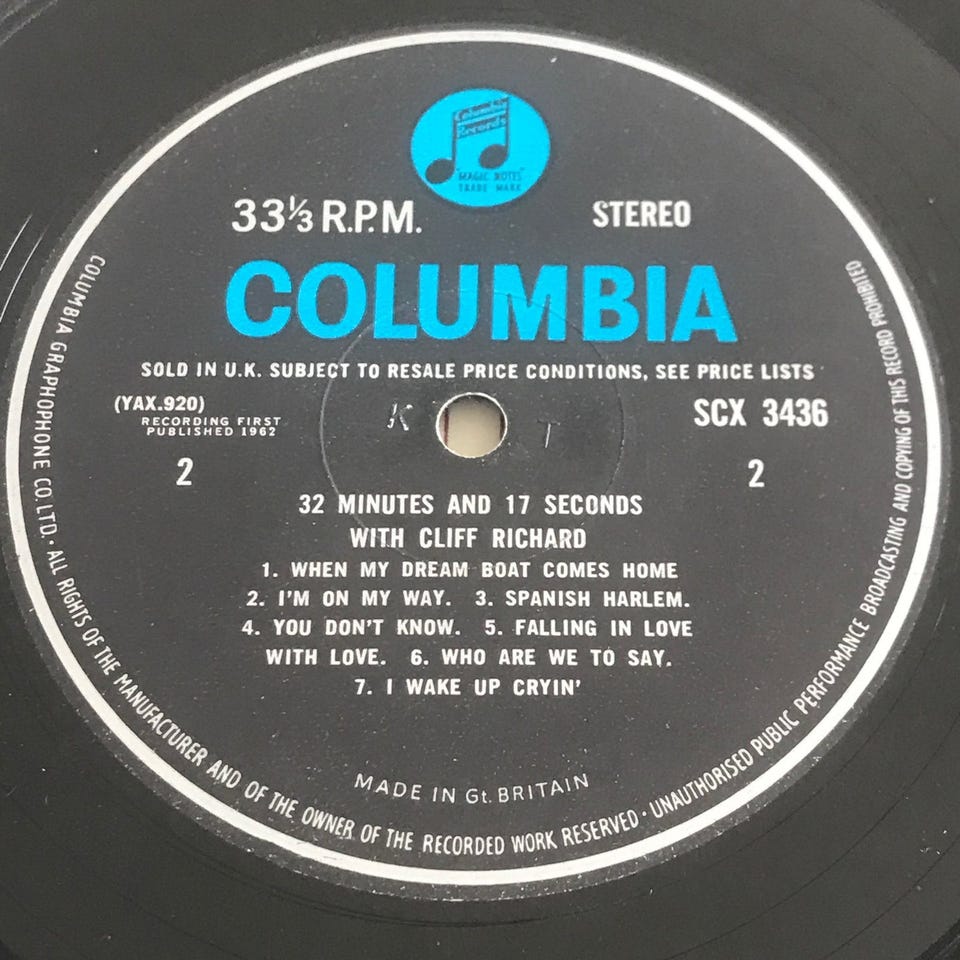 Columbia
Records
"MAGIC NOTES"
TRADE MARK
33⅓ R.P.M.
STEREO
COLUMBIA
SOLD IN U.K. SUBJECT TO RESALE PRICE CONDITIONS, SEE PRICE LISTS
(YAX.920)
RECORDING FIRST
PUBLISHED 1962
SCX 3436
K T
2
2
32 MINUTES AND 17 SECONDS
WITH CLIFF RICHARD
1. WHEN MY DREAM BOAT COMES HOME
2. I'M ON MY WAY. 3. SPANISH HARLEM.
4. YOU DON'T KNOW. 5. FALLING IN LOVE
WITH LOVE. 6. WHO ARE WE TO SAY.
7. I WAKE UP CRYIN'
MADE IN Gt. BRITAIN
COLUMBIA GRAPHOPHONE CO. LTD. · ALL RIGHTS OF THE MANUFACTURER AND OF THE OWNER OF THE RECORDED WORK RESERVED · UNAUTHORISED PUBLIC PERFORMANCE BROADCASTING AND COPYING OF THIS RECORD PROHIBITED